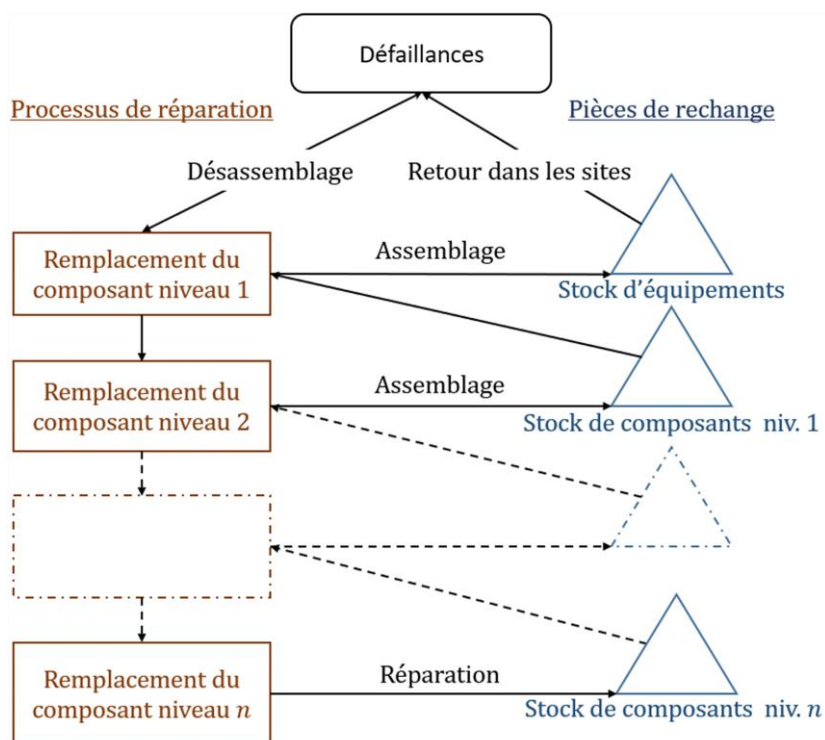 Défaillances
Processus de réparation
Pièces de rechange
Désassemblage
Retour dans les sites
Remplacement du
composant niveau 1
Assemblage
Stock d'équipements
Remplacement du
composant niveau 2
Assemblage
Stock de composants niv. 1
Remplacement du
composant niveau n
Réparation
Stock de composants niv. n